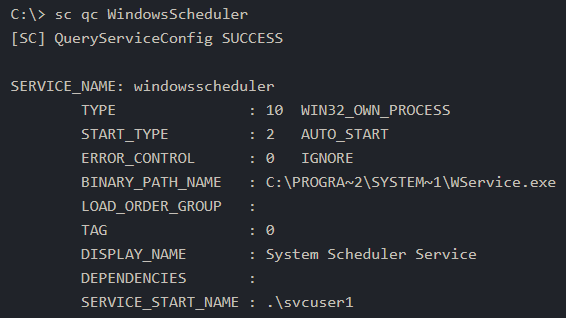 C:\> sc qc WindowsScheduler
[SC] QueryServiceConfig SUCCESS

SERVICE_NAME: windowsscheduler
        TYPE               : 10  WIN32_OWN_PROCESS
        START_TYPE         : 2   AUTO_START
        ERROR_CONTROL      : 0   IGNORE
        BINARY_PATH_NAME   : C:\PROGRA~2\SYSTEM~1\WService.exe
        LOAD_ORDER_GROUP   :
        TAG                : 0
        DISPLAY_NAME       : System Scheduler Service
        DEPENDENCIES       :
        SERVICE_START_NAME : .\svcuser1